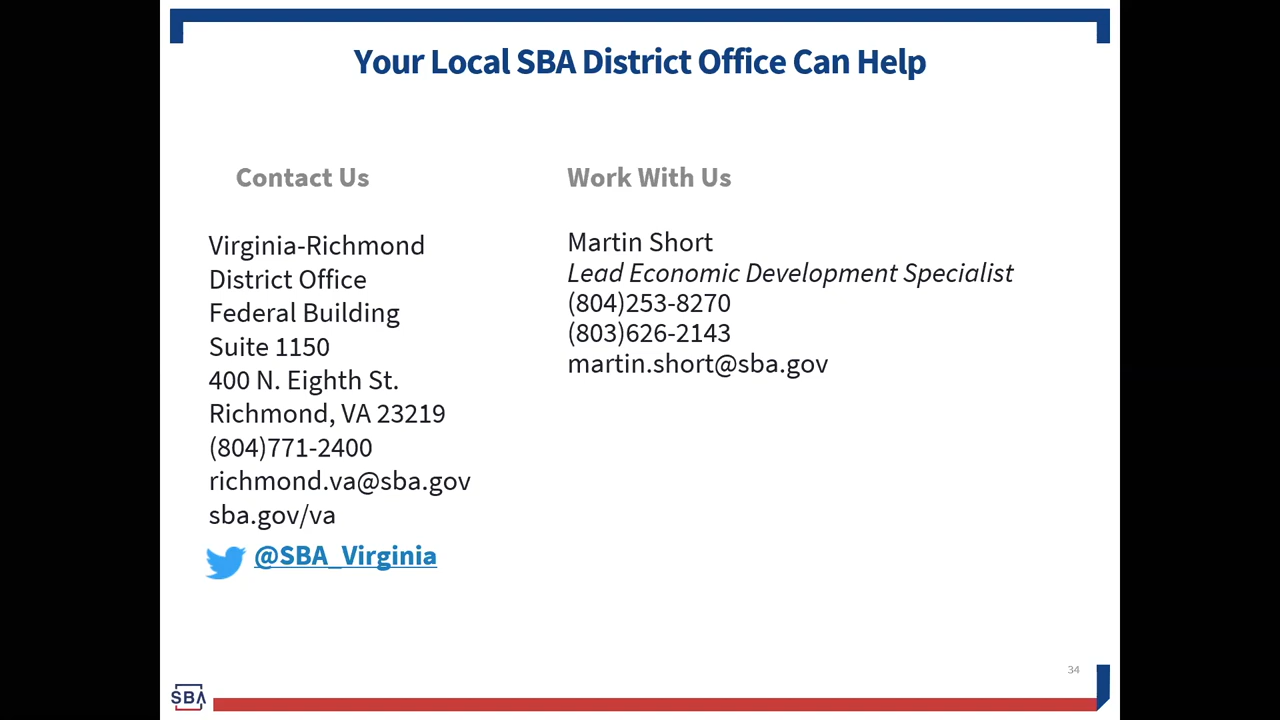 Your Local SBA District Office Can Help
Contact Us
Virginia-Richmond
District Office
Federal Building
Suite 1150
400 N. Eighth St.
Richmond, VA 23219
(804)771-2400
richmond.va@sba.gov
sba.gov/va
@SBA_Virginia
Work With Us
Martin Short
Lead Economic Development Specialist
(804)253-8270
(803)626-2143
martin.short@sba.gov
34
SBA